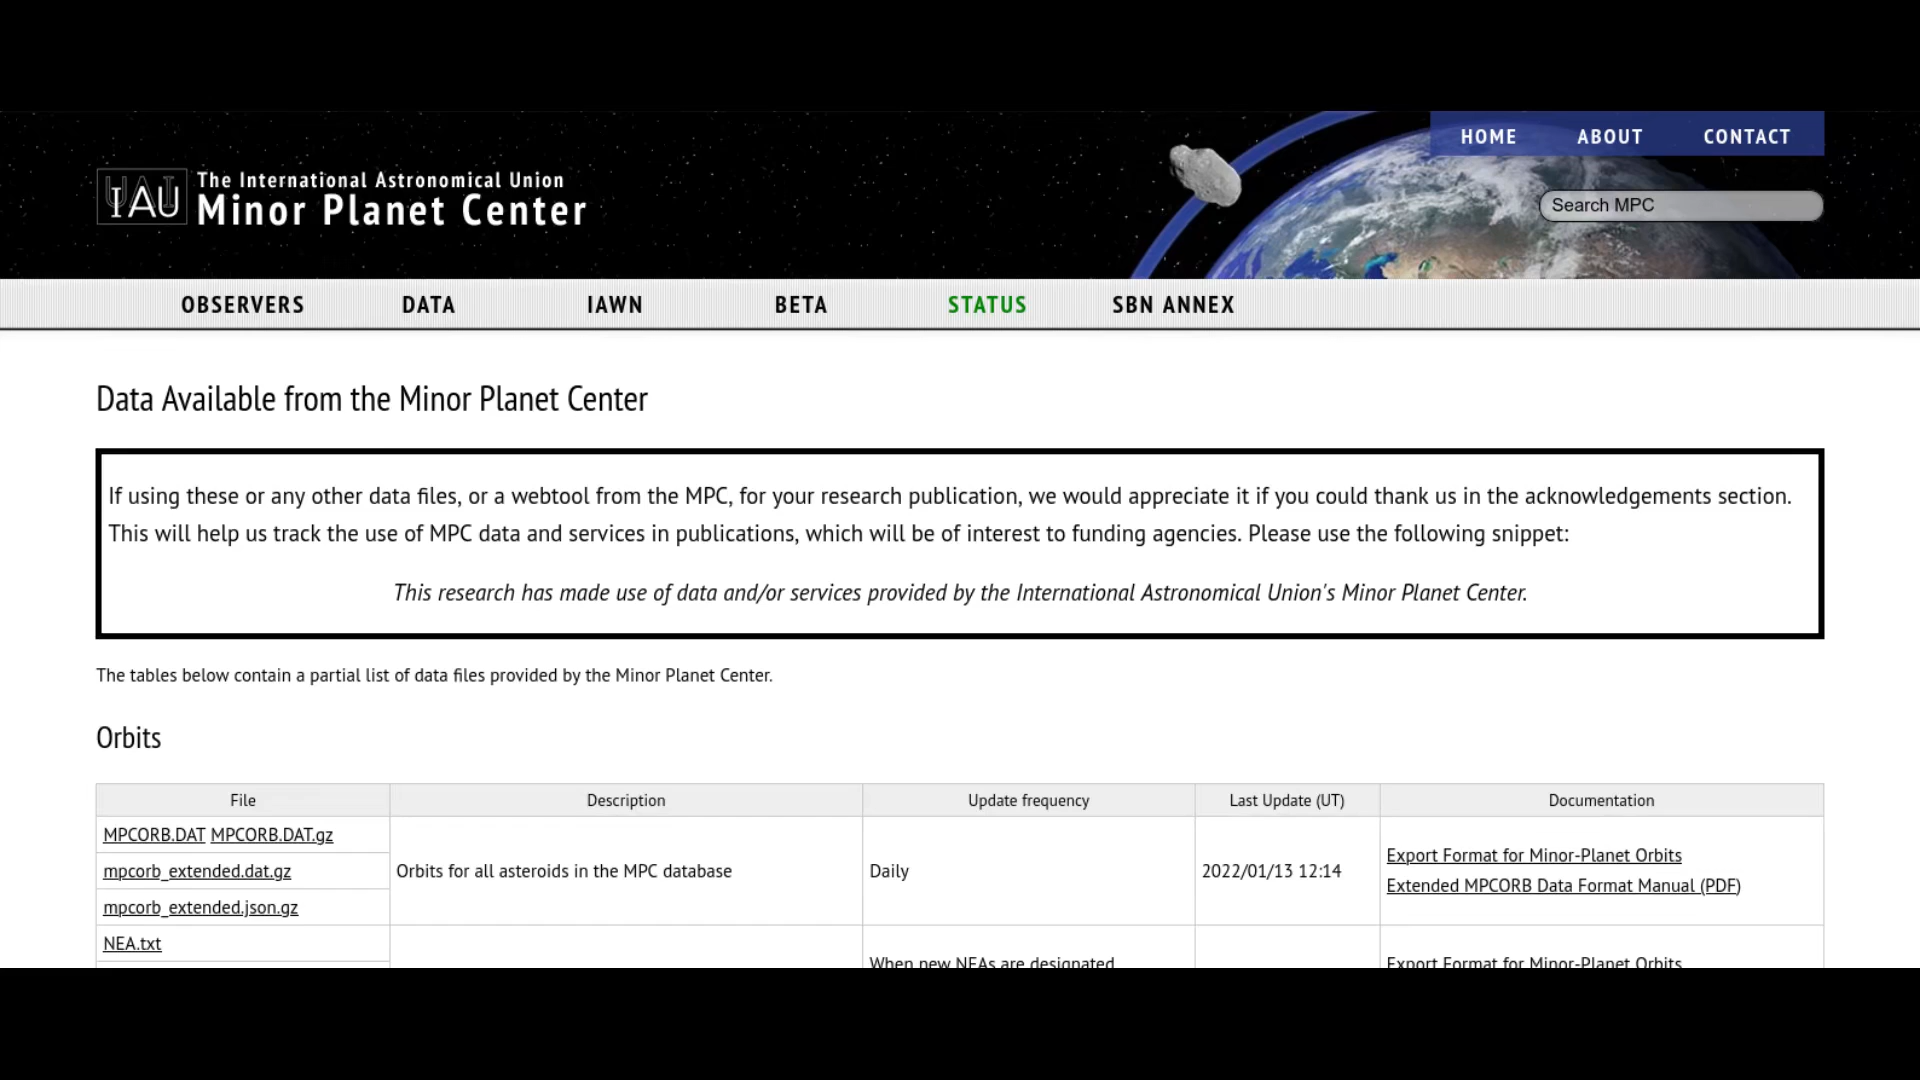 HOME ABOUT CONTACT
IAU The International Astronomical Union
Minor Planet Center
Search MPC
OBSERVERS DATA IAWN BETA STATUS SBN ANNEX
Data Available from the Minor Planet Center
If using these or any other data files, or a webtool from the MPC, for your research publication, we would appreciate it if you could thank us in the acknowledgements section.
This will help us track the use of MPC data and services in publications, which will be of interest to funding agencies. Please use the following snippet:
This research has made use of data and/or services provided by the International Astronomical Union's Minor Planet Center.
The tables below contain a partial list of data files provided by the Minor Planet Center.
Orbits
File Description Update frequency Last Update (UT) Documentation
MPCORB.DAT MPCORB.DAT.gz
mpcorb_extended.dat.gz
mpcorb_extended.json.gz
Orbits for all asteroids in the MPC database
Daily
2022/01/13 12:14
Export Format for Minor-Planet Orbits
Extended MPCORB Data Format Manual (PDF)
NEA.txt
When new NEAs are designated
Export Format for Minor-Planet Orbits